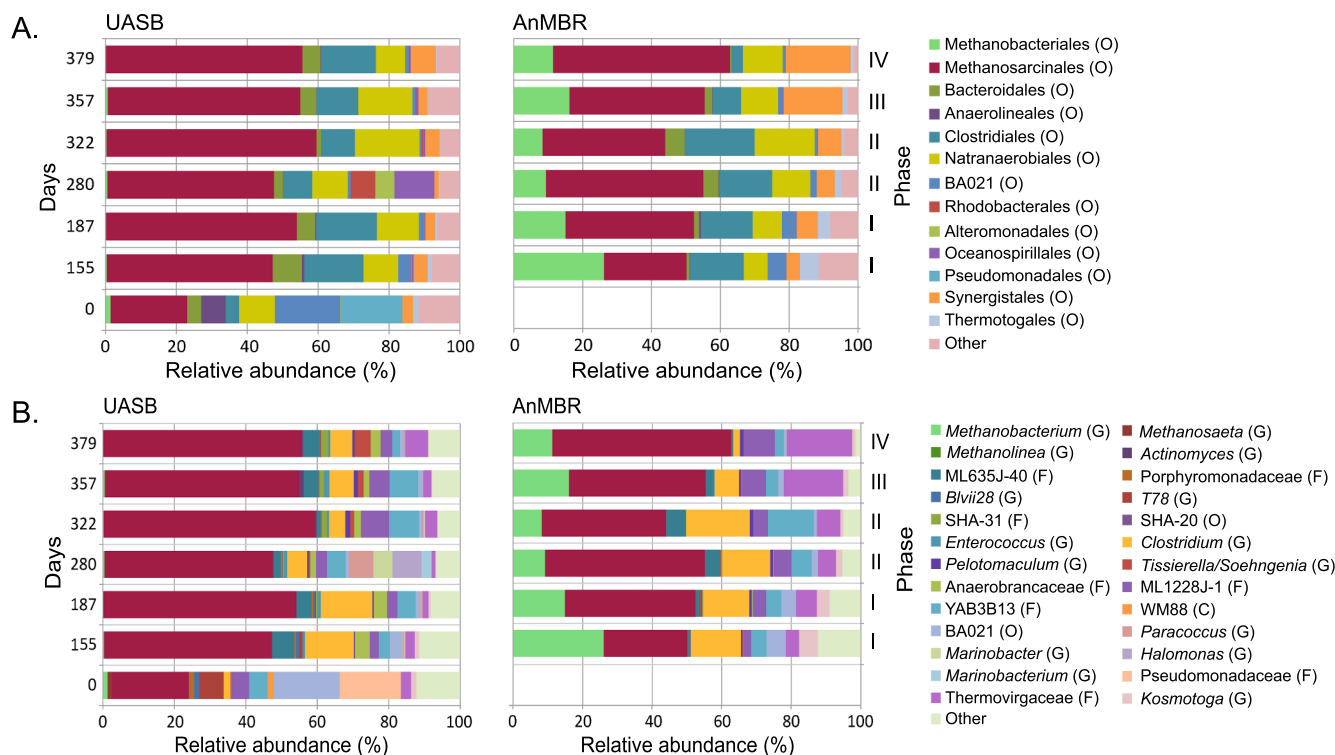 A.
UASB
AnMBR
379
357
322
280
187
155
0
Days
0 20 40 60 80 100
Relative abundance (%)
0 20 40 60 80 100
Relative abundance (%)
IV
III
II
II
I
I
Phase
Methanobacteriales (O)
Methanosarcinales (O)
Bacteroidales (O)
Anaerolineales (O)
Clostridiales (O)
Natranaerobiales (O)
BA021 (O)
Rhodobacterales (O)
Alteromonadales (O)
Oceanospirillales (O)
Pseudomonadales (O)
Synergistales (O)
Thermotogales (O)
Other
B.
UASB
AnMBR
379
357
322
280
187
155
0
Days
0 20 40 60 80 100
Relative abundance (%)
0 20 40 60 80 100
Relative abundance (%)
IV
III
II
II
I
I
Phase
Methanobacterium (G) Methanosaeta (G)
Methanolinea (G) Actinomyces (G)
ML635J-40 (F) Porphyromonadaceae (F)
Blvii28 (G) T78 (G)
SHA-31 (F) SHA-20 (O)
Enterococcus (G) Clostridium (G)
Pelotomaculum (G) Tissierella/Soehngenia (G)
Anaerobrancaceae (F) ML1228J-1 (F)
YAB3B13 (F) WM88 (C)
BA021 (O) Paracoccus (G)
Marinobacter (G) Halomonas (G)
Marinobacterium (G) Pseudomonadaceae (F)
Thermovirgaceae (F) Kosmotoga (G)
Other